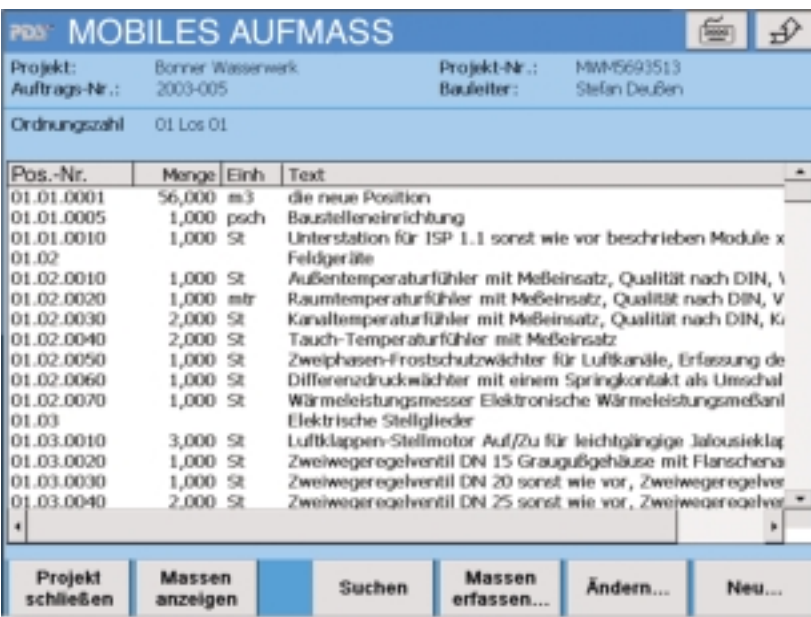 PDS MOBILES AUFMASS
Projekt: Bonner Wasserwerk Projekt-Nr.: MWM5693513
Auftrags-Nr.: 2003-005 Bauleiter: Stefan Deußen
Ordnungszahl 01 Los 01
Pos.-Nr. Menge Einh Text
01.01.0001 56,000 m3 die neue Position
01.01.0005 1,000 psch Baustelleneinrichtung
01.01.0010 1,000 St Unterstation für ISP 1.1 sonst wie vor beschrieben Module x
01.02 Feldgeräte
01.02.0010 1,000 St Außentemperaturfühler mit Meßeinsatz, Qualität nach DIN, V
01.02.0020 1,000 mtr Raumtemperaturfühler mit Meßeinsatz, Qualität nach DIN, V
01.02.0030 2,000 St Kanaltemperaturfühler mit Meßeinsatz, Qualität nach DIN, Ka
01.02.0040 2,000 St Tauch-Temperaturfühler mit Meßeinsatz
01.02.0050 1,000 St Zweiphasen-Frostschutzwächter für Luftkanäle, Erfassung de
01.02.0060 1,000 St Differenzdruckwächter mit einem Springkontakt als Umschal
01.02.0070 1,000 St Wärmeleistungsmesser Elektronische Wärmeleistungsmeßanl
01.03 Elektrische Stellglieder
01.03.0010 3,000 St Luftklappen-Stellmotor Auf/Zu für leichtgängige Jalousieklap
01.03.0020 1,000 St Zweiwegeregelventil DN 15 Graugußgehäuse mit Flanschena
01.03.0030 1,000 St Zweiwegeregelventil DN 20 sonst wie vor, Zweiwegeregelver
01.03.0040 2,000 St Zweiwegeregelventil DN 25 sonst wie vor, Zweiwegeregelver
Projekt schließen Massen anzeigen Suchen Massen erfassen... Ändern... Neu...